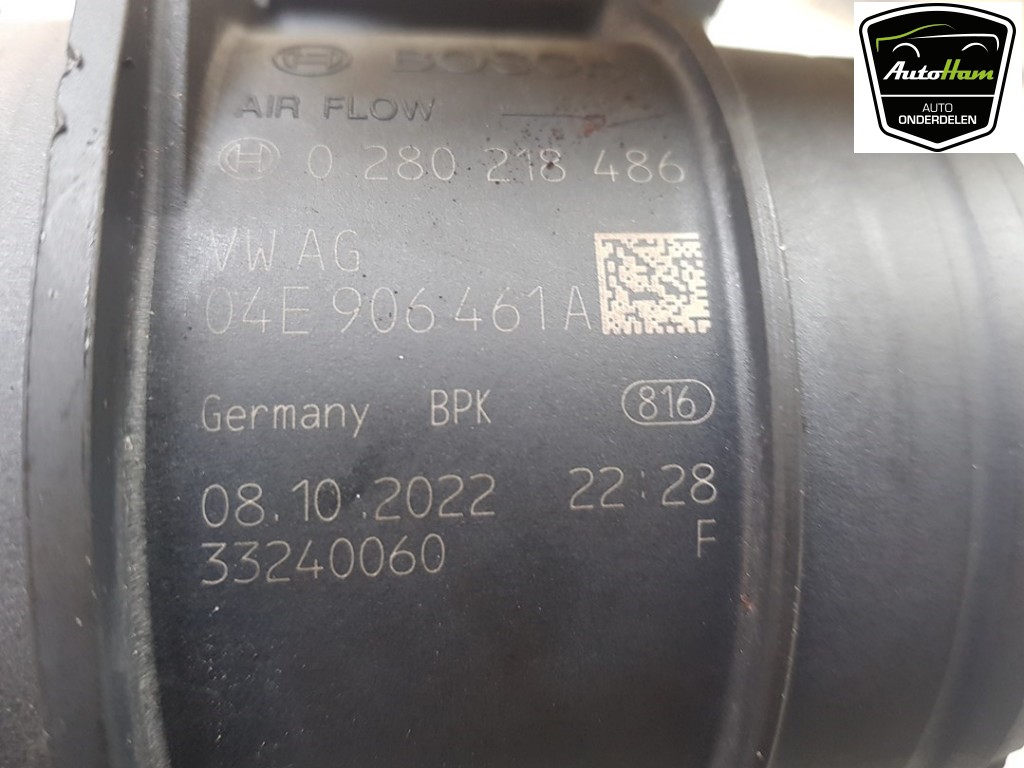 BOSCH
AIR FLOW
0 280 218 486
VW AG
04E 906 461 A
Germany BPK 816
08.10.2022 22:28
33240060 F
AutoHam
AUTO
ONDERDELEN